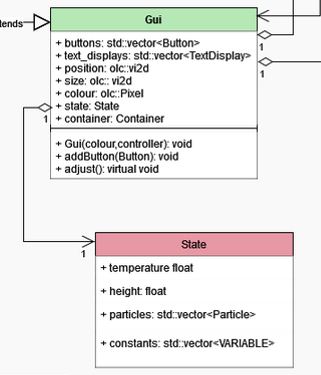 Gui
tends
+ buttons: std::vector<Button>
+ text_displays: std::vector<TextDisplay>
+ position: olc::vi2d
+ size: olc:: vi2d
+ colour: olc::Pixel
+ state: State
+ container: Container
1
1
1
+ Gui(colour,controller): void
+ addButton(Button): void
+ adjust(): virtual void
1
State
+ temperature float
+ height: float
+ particles: std::vector<Particle>
+ constants: std::vector<VARIABLE>